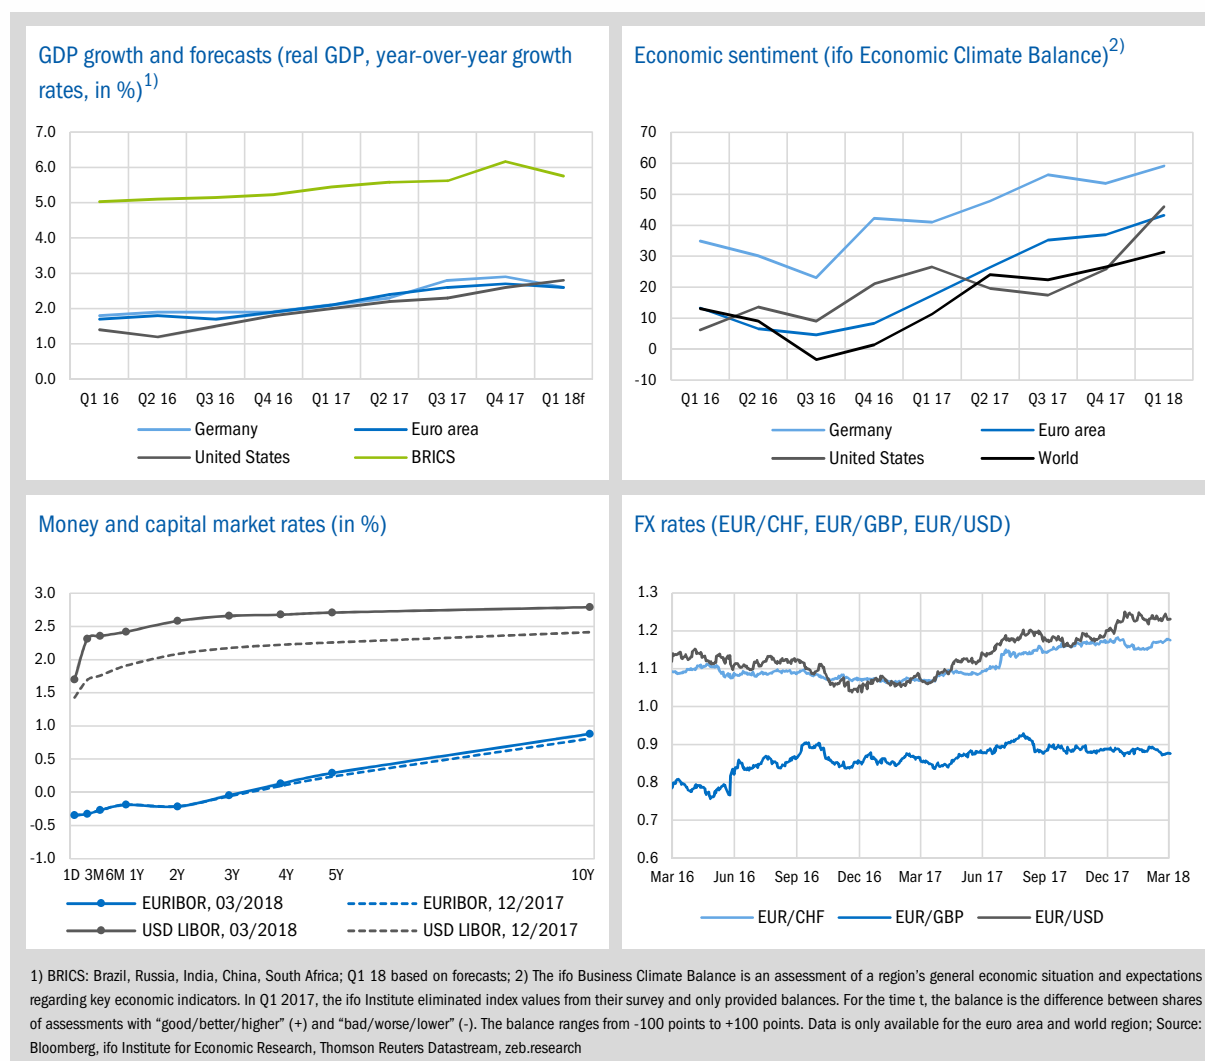 GDP growth and forecasts (real GDP, year-over-year growth
rates, in %)1)
7.0
6.0
5.0
4.0
3.0
2.0
1.0
0.0
Q1 16 Q2 16 Q3 16 Q4 16 Q1 17 Q2 17 Q3 17 Q4 17 Q1 18f
Germany Euro area
United States BRICS
Economic sentiment (ifo Economic Climate Balance)2)
70
60
50
40
30
20
10
0
-10
Q1 16 Q2 16 Q3 16 Q4 16 Q1 17 Q2 17 Q3 17 Q4 17 Q1 18
Germany Euro area
United States World
Money and capital market rates (in %)
3.0
2.5
2.0
1.5
1.0
0.5
0.0
-0.5
-1.0
1D 3M 6M 1Y 2Y 3Y 4Y 5Y 10Y
EURIBOR, 03/2018 EURIBOR, 12/2017
USD LIBOR, 03/2018 USD LIBOR, 12/2017
FX rates (EUR/CHF, EUR/GBP, EUR/USD)
1.3
1.2
1.1
1.0
0.9
0.8
0.7
0.6
Mar 16 Jun 16 Sep 16 Dec 16 Mar 17 Jun 17 Sep 17 Dec 17 Mar 18
EUR/CHF EUR/GBP EUR/USD
1) BRICS: Brazil, Russia, India, China, South Africa; Q1 18 based on forecasts; 2) The ifo Business Climate Balance is an assessment of a region's general economic situation and expectations
regarding key economic indicators. In Q1 2017, the ifo Institute eliminated index values from their survey and only provided balances. For the time t, the balance is the difference between shares
of assessments with “good/better/higher” (+) and “bad/worse/lower” (-). The balance ranges from -100 points to +100 points. Data is only available for the euro area and world region; Source:
Bloomberg, ifo Institute for Economic Research, Thomson Reuters Datastream, zeb.research